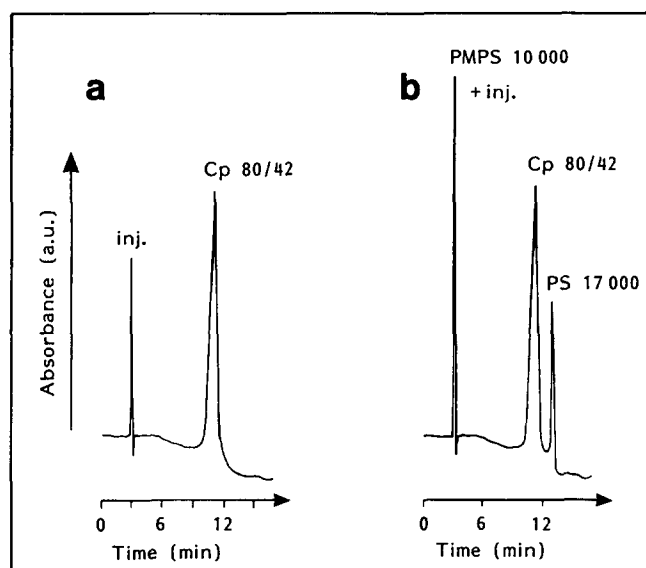 a
Absorbance (a.u.)
inj.
Cp 80/42
0 6 12
Time (min)
b
PMPS 10 000
+ inj.
Cp 80/42
PS 17 000
0 6 12
Time (min)